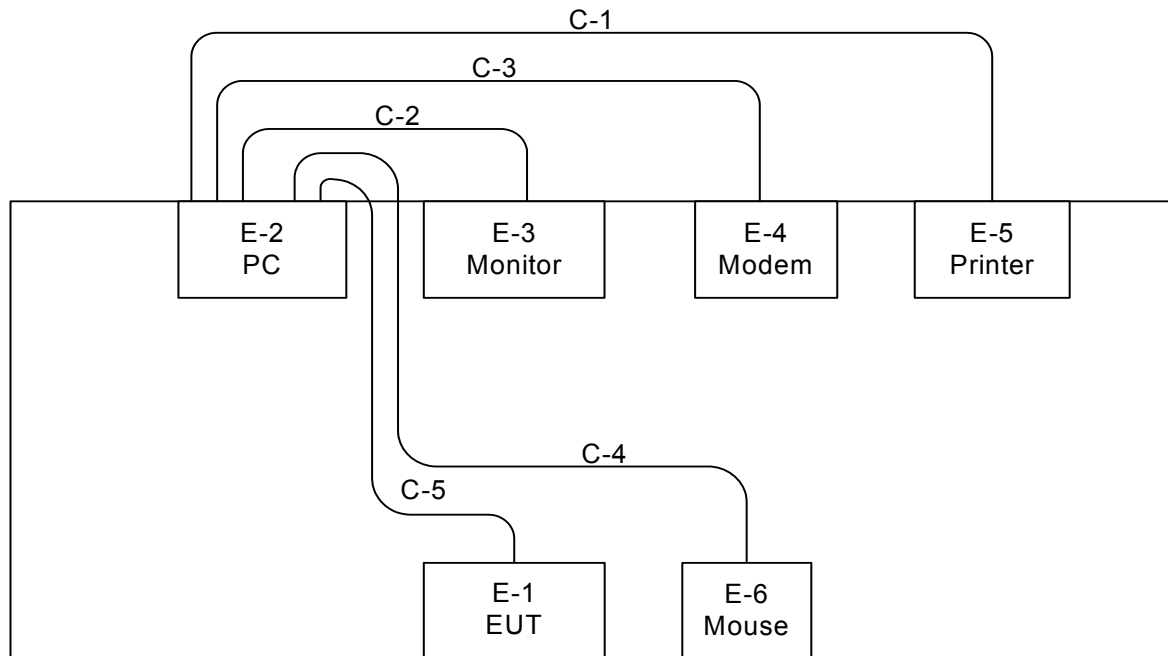 C-1
C-3
C-2
E-2
PC
E-3
Monitor
E-4
Modem
E-5
Printer
C-4
C-5
E-1
EUT
E-6
Mouse